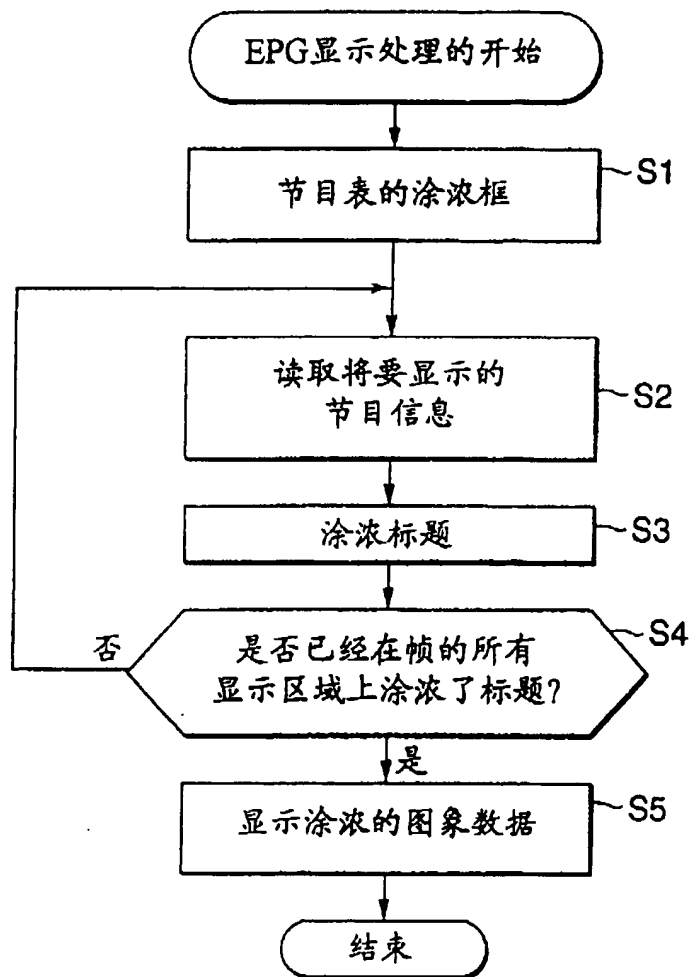 EPG显示处理的开始
节目表的涂浓框
S1
读取将要显示的
节目信息
S2
涂浓标题
S3
否
是否已经在帧的所有
显示区域上涂浓了标题?
S4
是
显示涂浓的图象数据
S5
结束